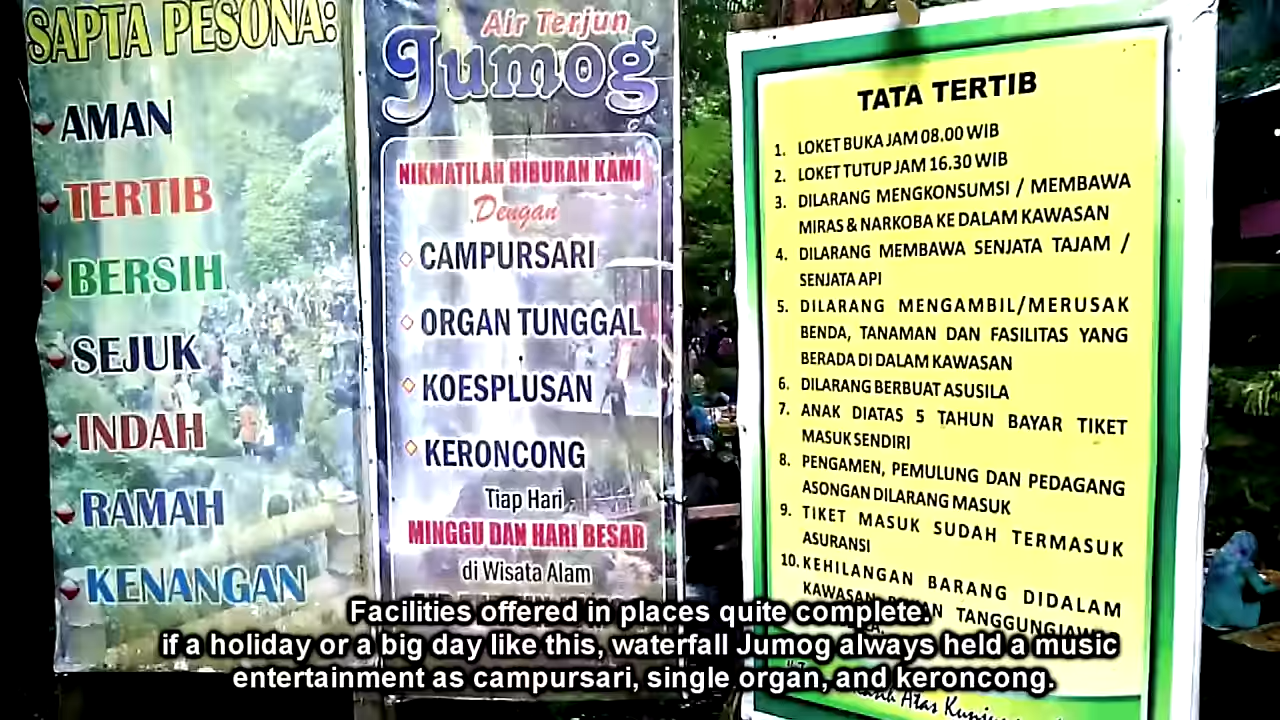 SAPTA PESONA:
AMAN
TERTIB
BERSIH
SEJUK
INDAH
RAMAH
KENANGAN
Air Terjun
Jumog
NIKMATILAH HIBURAN KAMI
Dengan
CAMPURSARI
ORGAN TUNGGAL
KOESPLUSAN
KERONCONG
Tiap Hari
MINGGU DAN HARI BESAR
di Wisata Alam
TATA TERTIB
1. LOKET BUKA JAM 08.00 WIB
2. LOKET TUTUP JAM 16.30 WIB
3. DILARANG MENGKONSUMSI / MEMBAWA
MIRAS & NARKOBA KE DALAM KAWASAN
4. DILARANG MEMBAWA SENJATA TAJAM /
SENJATA API
5. DILARANG MENGAMBIL/MERUSAK
BENDA, TANAMAN DAN FASILITAS YANG
BERADA DI DALAM KAWASAN
6. DILARANG BERBUAT ASUSILA
7. ANAK DIATAS 5 TAHUN BAYAR TIKET
MASUK SENDIRI
8. PENGAMEN, PEMULUNG DAN PEDAGANG
ASONGAN DILARANG MASUK
9. TIKET MASUK SUDAH TERMASUK
ASURANSI
10. KEHILANGAN BARANG DIDALAM
KAWASAN
Atas
Facilities offered in places quite complete.
if a holiday or a big day like this, waterfall Jumog always held a music
entertainment as campursari, single organ, and keroncong.